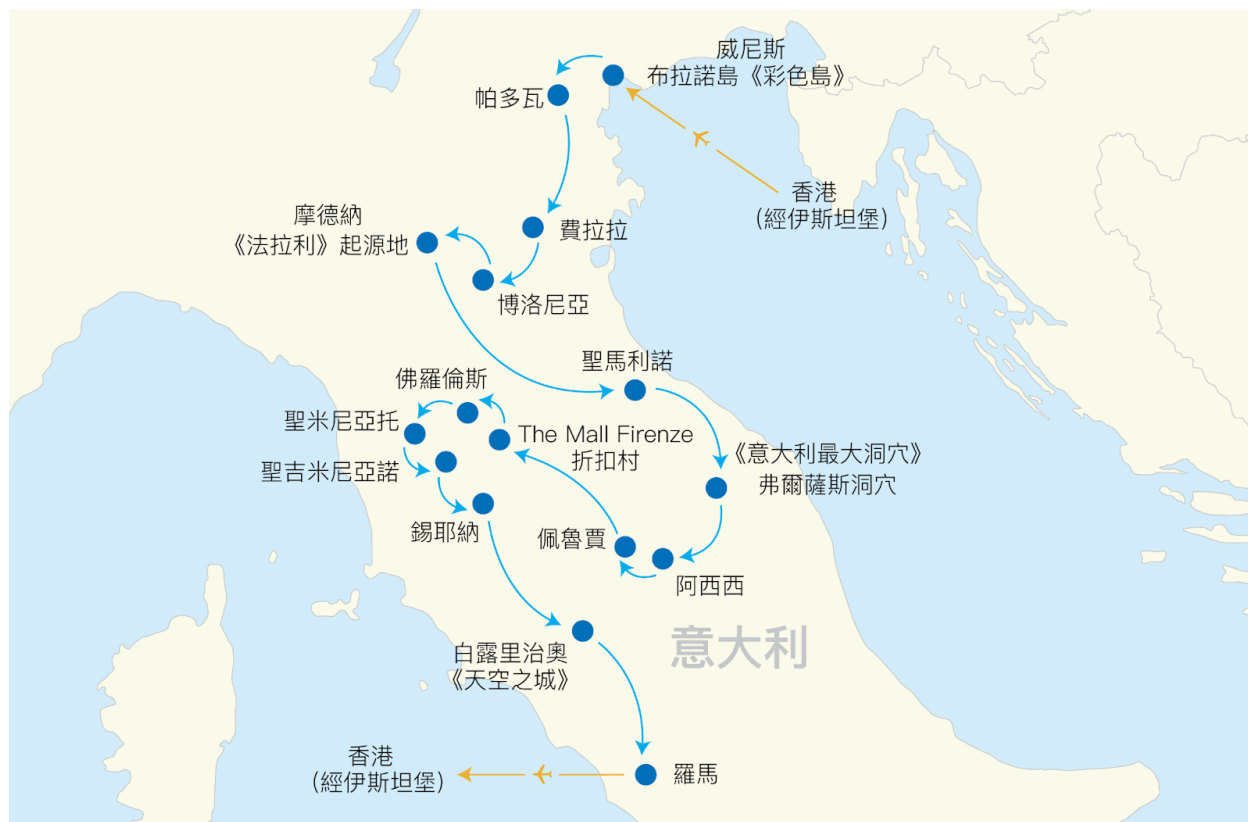 威尼斯
布拉諾島《彩色島》
帕多瓦
香港
(經伊斯坦堡)
摩德納
《法拉利》起源地
費拉拉
博洛尼亞
聖馬利諾
佛羅倫斯
聖米尼亞托
The Mall Firenze
折扣村
《意大利最大洞穴》
弗爾薩斯洞穴
聖吉米尼亞諾
錫耶納
佩魯賈
阿西西
意大利
白露里治奧
《天空之城》
香港
(經伊斯坦堡)
羅馬